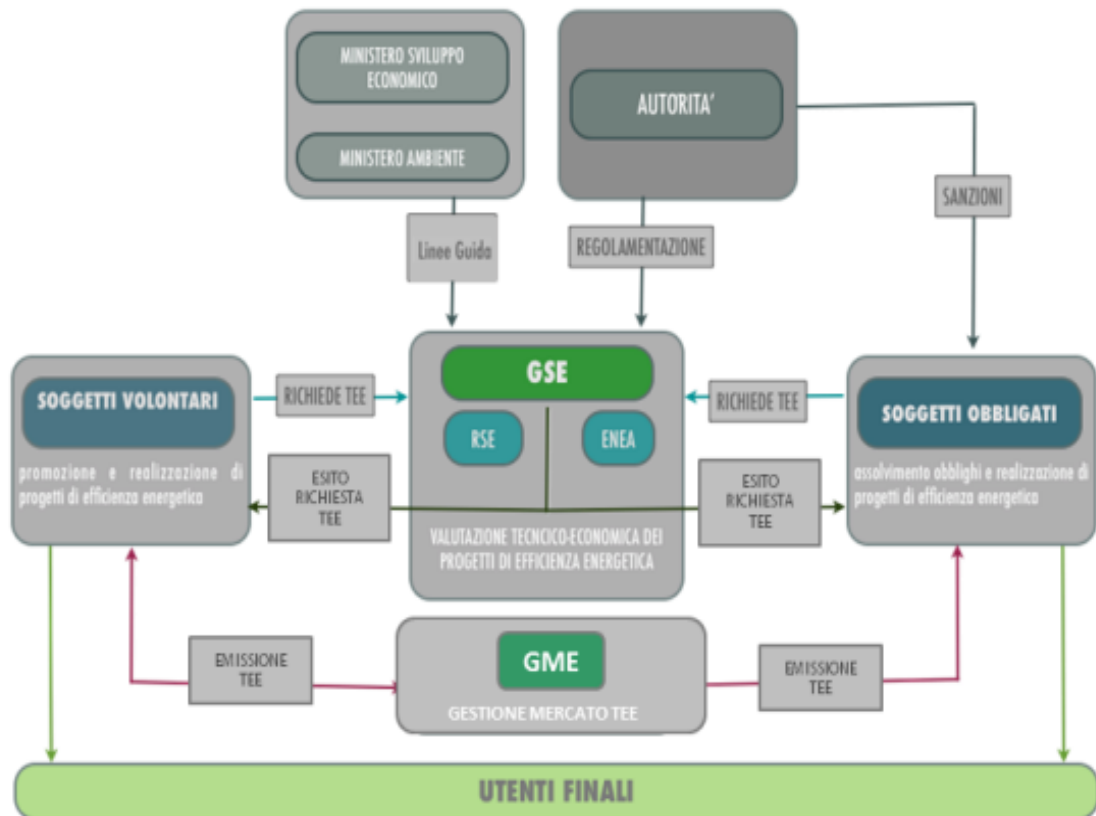 MINISTERO SVILUPPO
ECONOMICO
MINISTERO AMBIENTE
AUTORITA'
SANZIONI
Linee Guida
REGOLAMENTAZIONE
SOGGETTI VOLONTARI
promozione e realizzazione di
progetti di efficienza energetica
RICHIEDE TEE
GSE
RSE
ENEA
RICHIEDE TEE
SOGGETTI OBBLIGATI
assolvimento obblighi e realizzazione di
progetti di efficienza energetica
ESITO
RICHIESTA
TEE
ESITO
RICHIESTA
TEE
VALUTAZIONE TECNCICO-ECONOMICA DEI
PROGETTI DI EFFICIENZA ENERGETICA
EMISSIONE
TEE
GME
GESTIONE MERCATO TEE
EMISSIONE
TEE
UTENTI FINALI